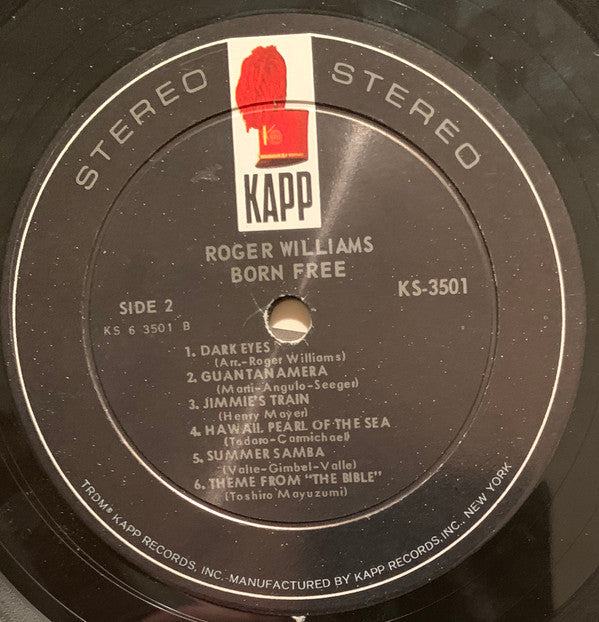 STEREO STEREO
K
KAPP
ROGER WILLIAMS
BORN FREE
KS-3501
SIDE 2
KS 6 3501 B
1. DARK EYES
(Arr.-Roger Williams)
2. GUANTANAMERA
(Marti-Angulo-Seeger)
3. JIMMIE'S TRAIN
(Henry Mayer)
4. HAWAII, PEARL OF THE SEA
(Todaro-Carmichael)
5. SUMMER SAMBA
(Valle-Gimbel-Valle)
6. THEME FROM "THE BIBLE"
(Toshiro Mayuzumi)
TRDM® KAPP RECORDS, INC.-MANUFACTURED BY KAPP RECORDS, INC., NEW YORK